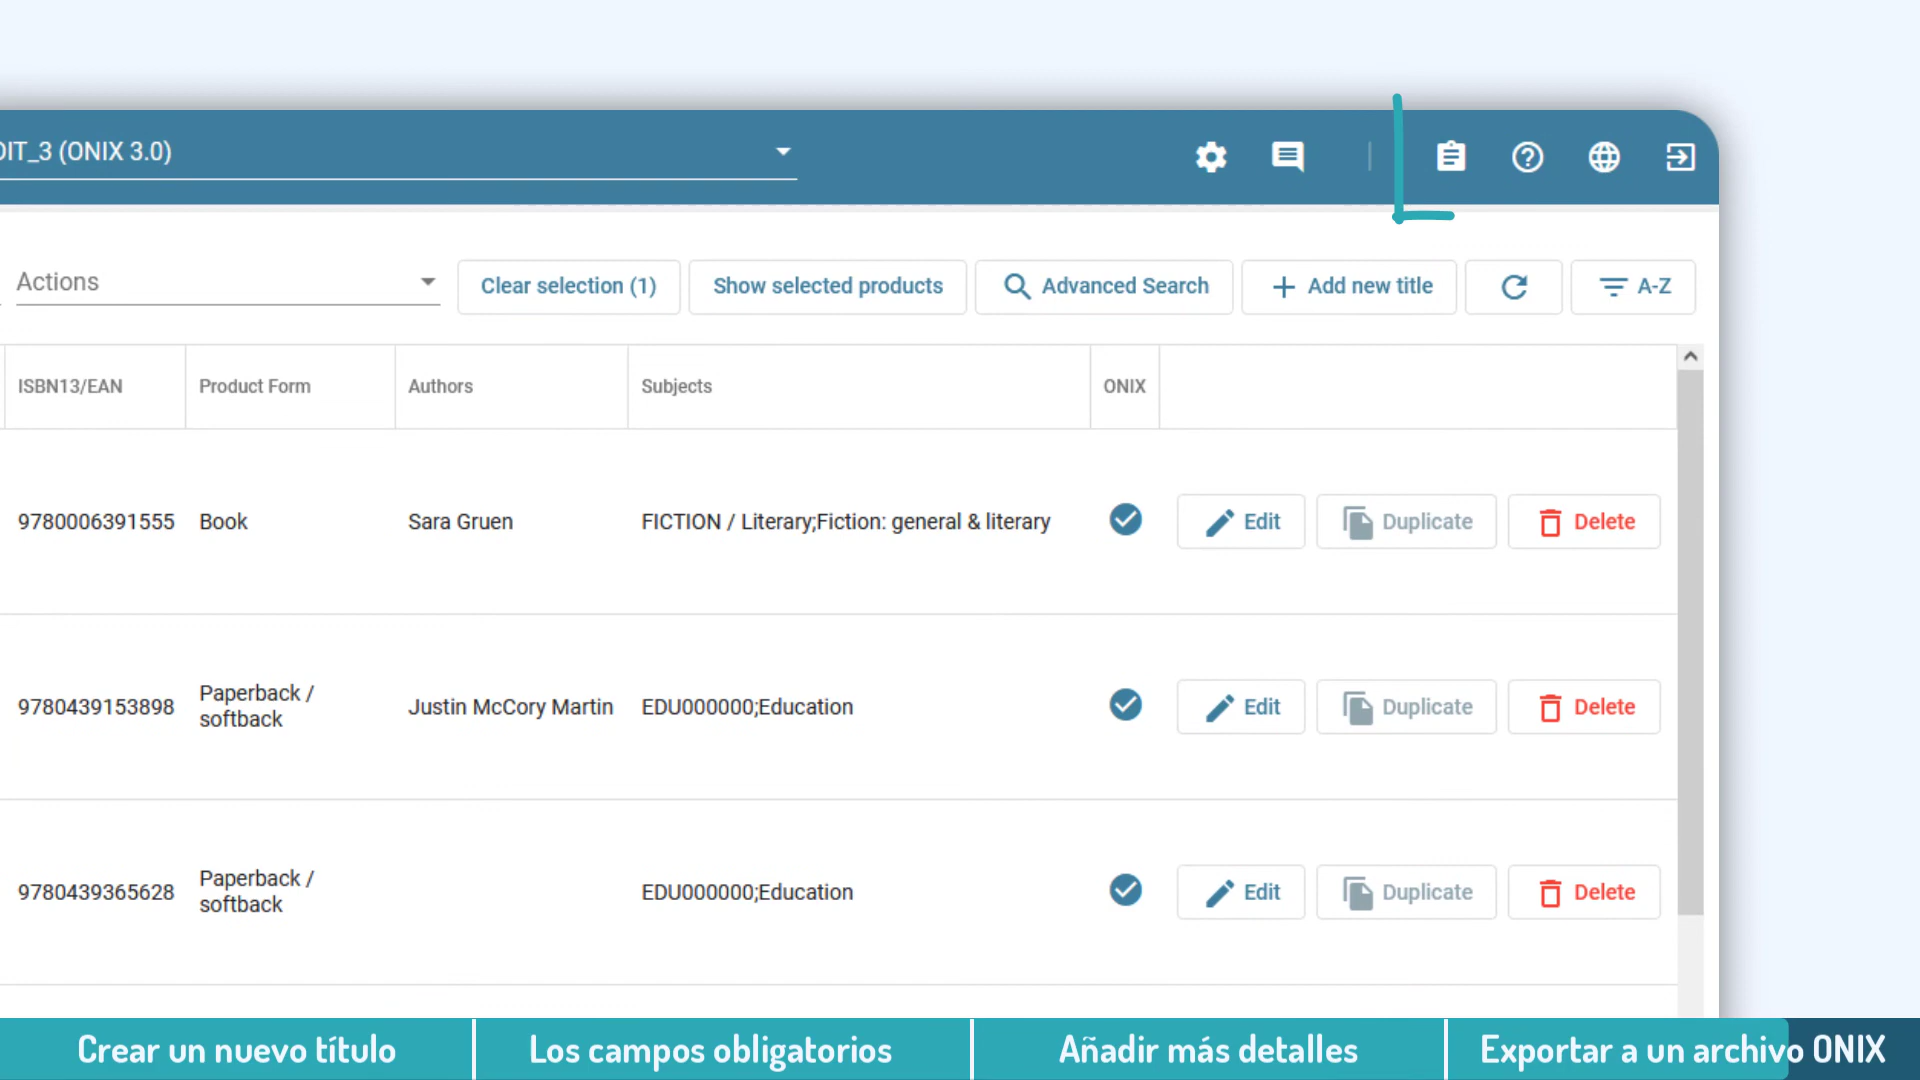 DIT_3 (ONIX 3.0)
Actions
Clear selection (1)
Show selected products
Advanced Search
Add new title
A-Z
ISBN13/EAN
Product Form
Authors
Subjects
ONIX
9780006391555
Book
Sara Gruen
FICTION / Literary;Fiction: general & literary
Edit
Duplicate
Delete
9780439153898
Paperback /
softback
Justin McCory Martin
EDU000000;Education
Edit
Duplicate
Delete
9780439365628
Paperback /
softback
EDU000000;Education
Edit
Duplicate
Delete
Crear un nuevo título
Los campos obligatorios
Añadir más detalles
Exportar a un archivo ONIX